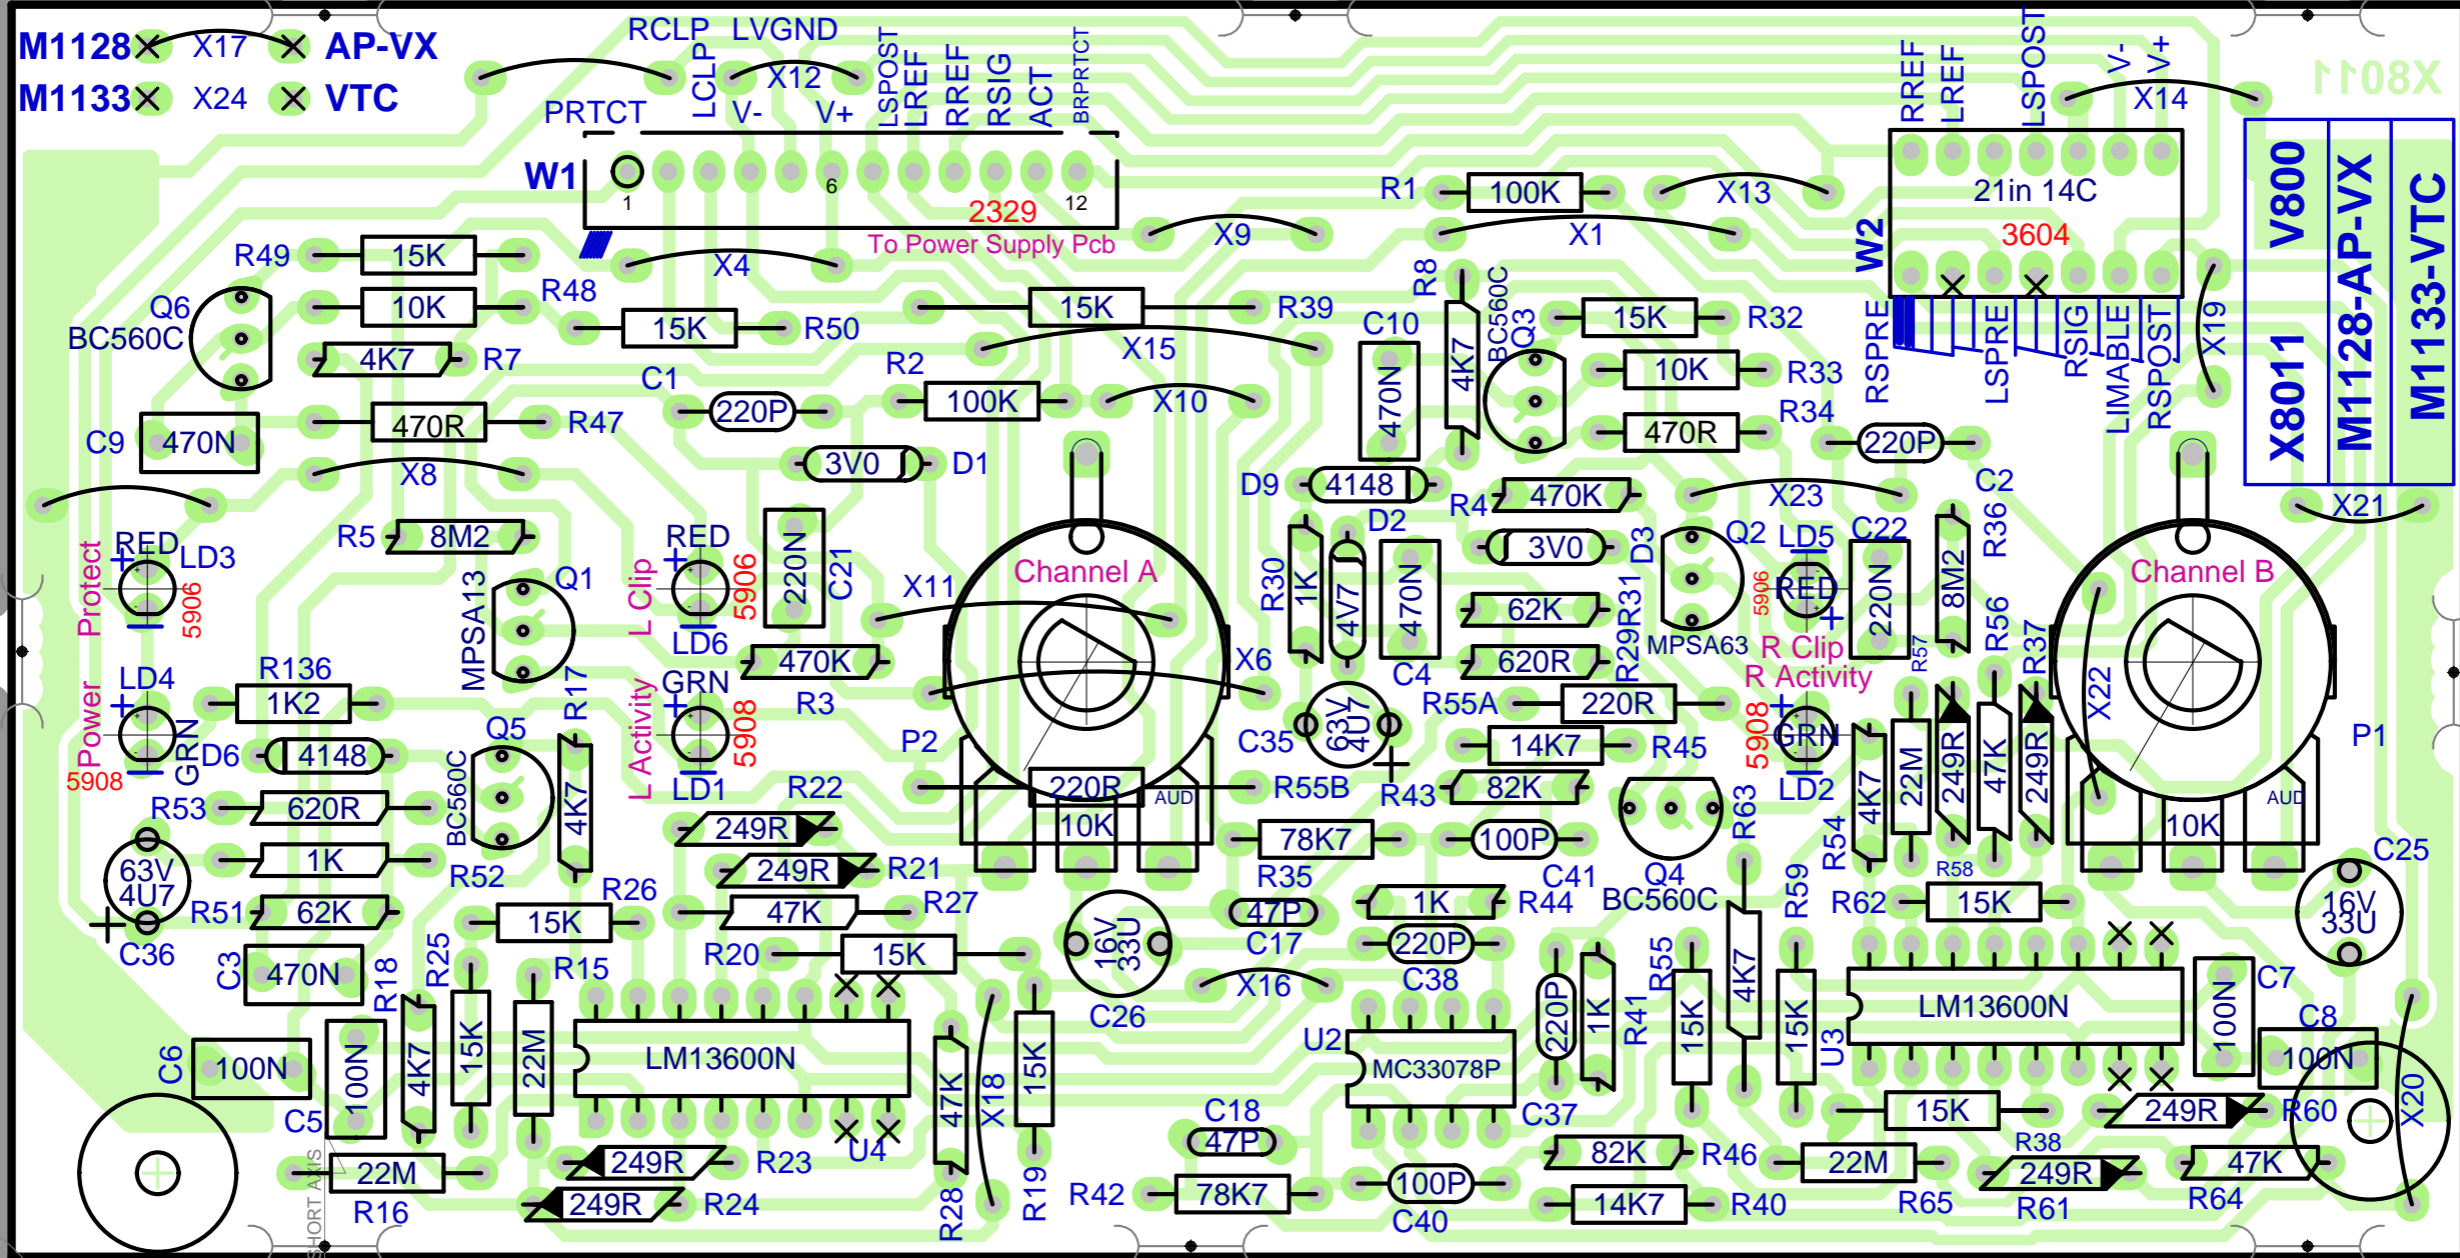 M1128 X17 AP-VX
M1133 X24 VTC
RCLP LVGND
LCLP
X12
PRTCT
V- V+
LSPOST
LREF
RREF
RSIG
ACT
BRPRTCT
W1
1 6 12
2329
To Power Supply Pcb
RREF
LREF
LSPOST
V-
V+
X14
X8011
R1 100K X13
21in 14C
3604
W2
X9 X1
X4
R49 15K
Q6
BC560C
10K R48
15K R50
15K R39
X15
4K7 R7
R8
4K7
BC560C
Q3
15K R32
10K R33
470R R34
C10
470N
RSPRE
LSPRE
RSIG
LIMABLE
RSPOST
X19
X8011 V800
M1128-AP-VX
M1133-VTC
C1 220P
R2 100K X10
C9 470N
470R R47
X8
3V0 D1
D9 4148
R4 470K
X23
220P C2
X21
R5 8M2
Protect
RED
+
LD3
5906
MPSA13
Q1
RED
+
L Clip
5906
LD6
220N
C21
X11
Channel A
R30
1K
D2
4V7
470N
C4
3V0 D3
62K R31
620R R29
Q2
MPSA63
LD5
5906
RED
+
R Clip
R Activity
C22
220N
8M2
R36
R57
R56
R37
Channel B
X22
Power
LD4
+
GRN
5908
R136
1K2
D6 4148
470K
R3
X6
GRN
L Activity
5908
LD1
P2
R17
4K7
Q5
BC560C
C35
63V
4U7
+
R55A 220R
14K7 R45
5908
+
GRN
LD2
P1
R53 620R
1K R52
R51 62K
63V
4U7
+
C36
R22
249R
249R R21
47K R27
220R R55B
AUD
10K
R43 82K
78K7
R35
100P
C41
Q4
BC560C
R63
4K7
R54
4K7
22M
249R
47K
249R
AUD
10K
C25
16V
33U
R26
15K
R20 15K
16V
33U
C26
47P
C17
1K R44
220P
C38
R59
15K
R62
R58
15K
C3 470N
R18
4K7
R25
15K
R15
22M
X16
220P
C37
1K
R41
R55
15K
LM13600N
U3
100N
C7
C8
100N
C6 100N
100N
C5
LM13600N
U4
47K
R28
X18
15K
R19
U2
MC33078P
X20
C18
47P
15K
R38
249R R60
SHORT AXIS
22M
R16
249R R23
249R R24
R42 78K7
100P
C40
82K R46
14K7 R40
22M
R65
249R
R61
47K
R64